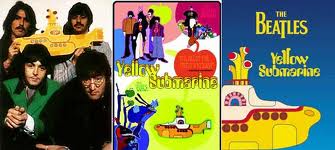 Yellow
Submarine
THE
BEATLES
Yellow
Submarine